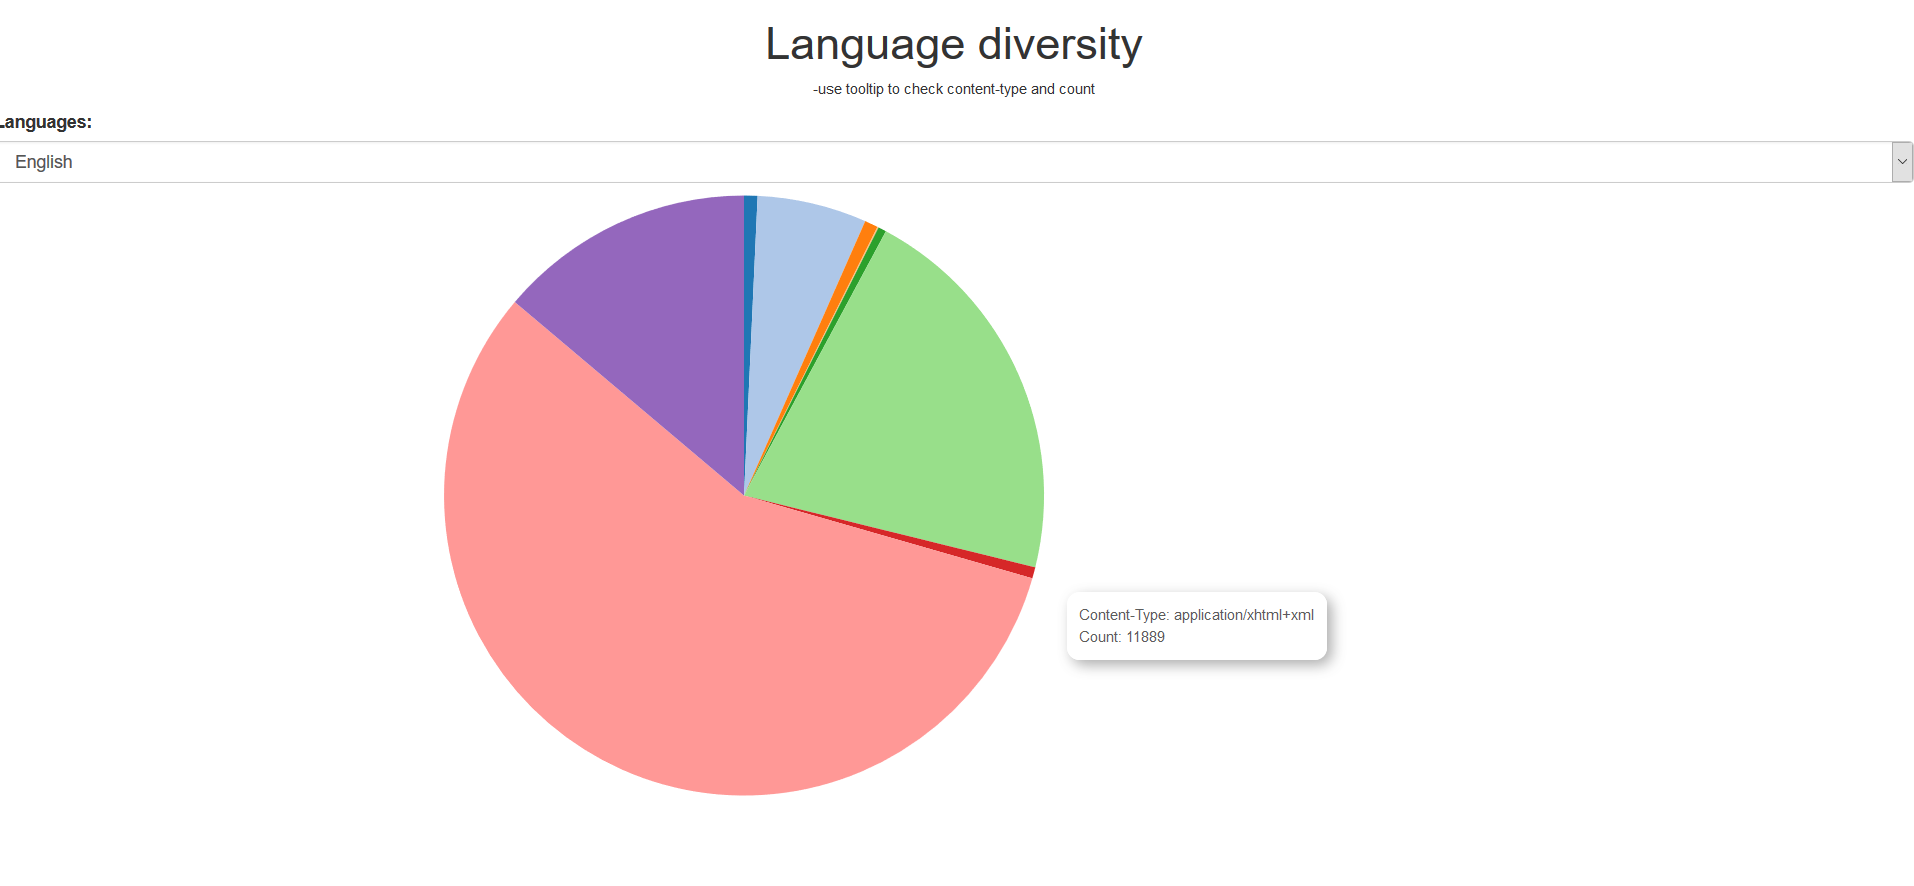 Language diversity
-use tooltip to check content-type and count
Languages:
English
Content-Type: application/xhtml+xml
Count: 11889